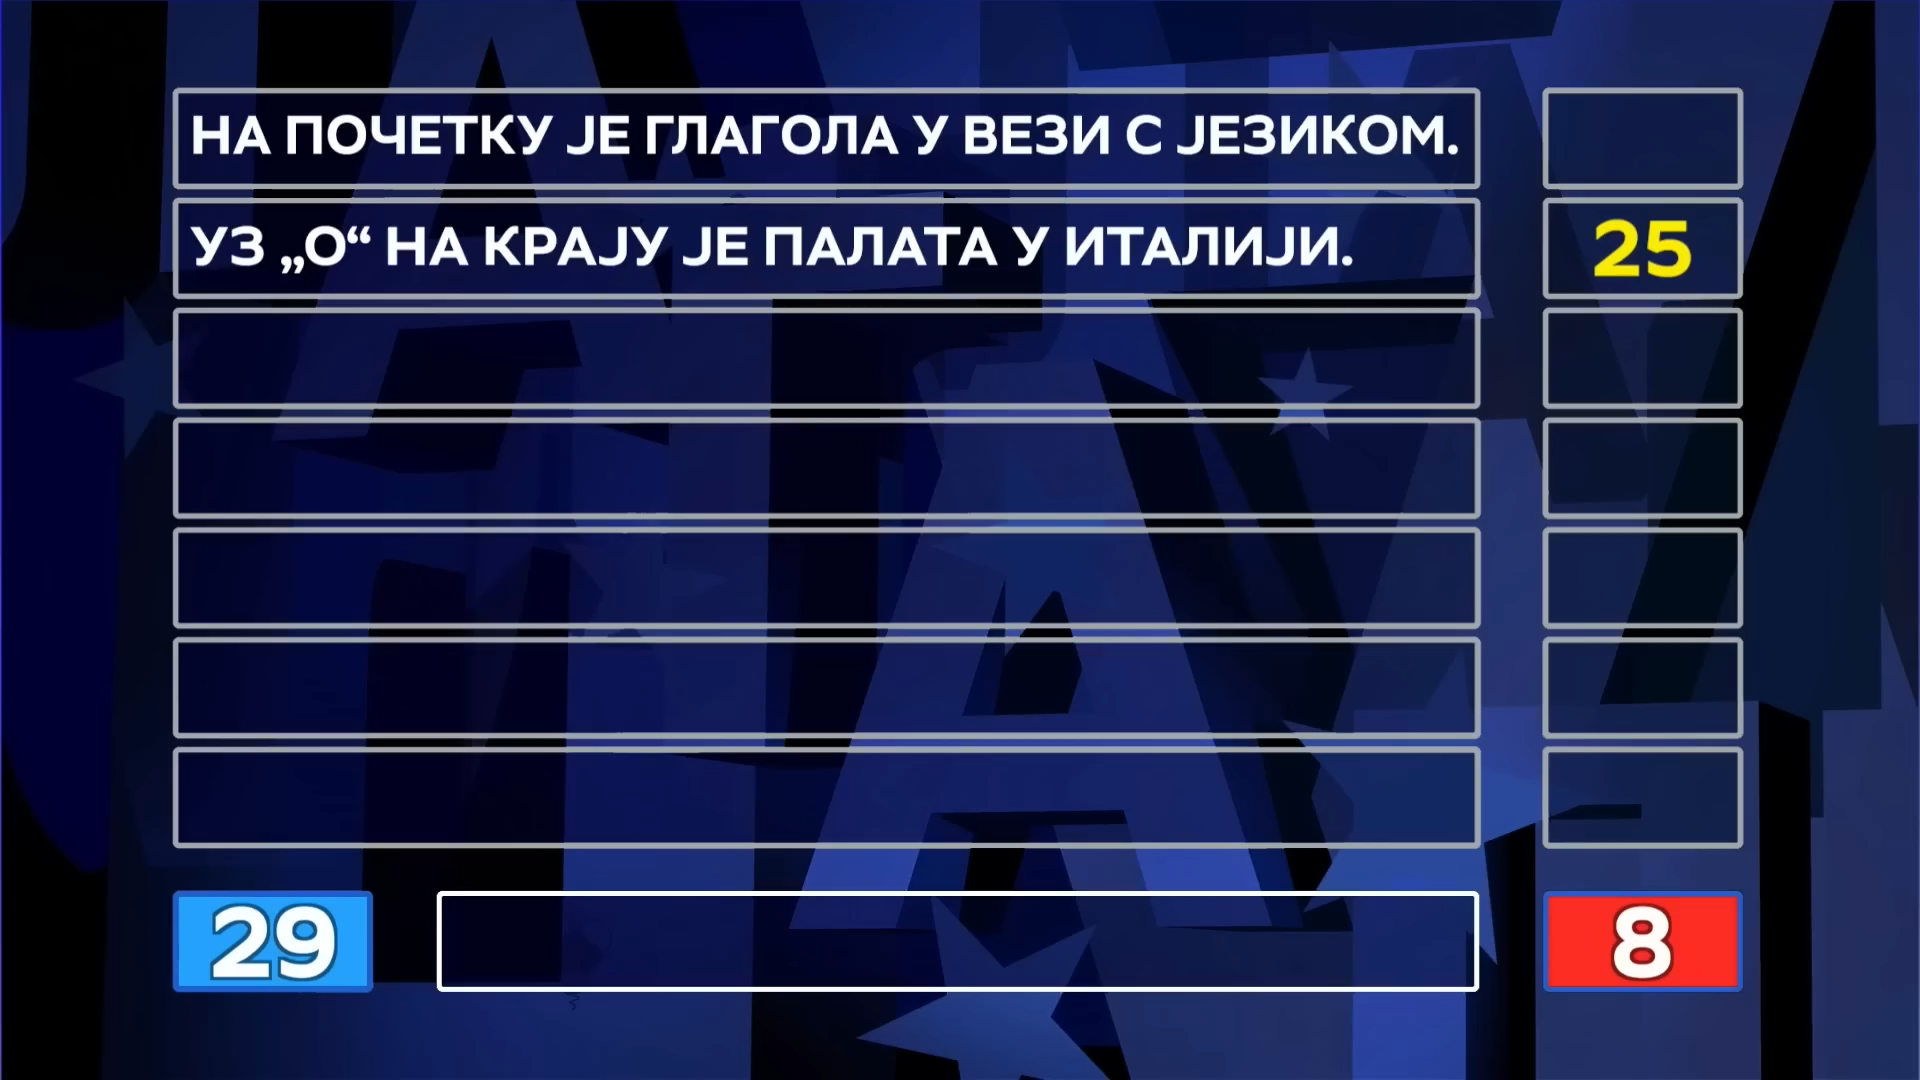 НА ПОЧЕТКУ ЈЕ ГЛАГОЛА У ВЕЗИ С ЈЕЗИКОМ.
УЗ „О“ НА КРАЈУ ЈЕ ПАЛАТА У ИТАЛИЈИ.
25
29
8